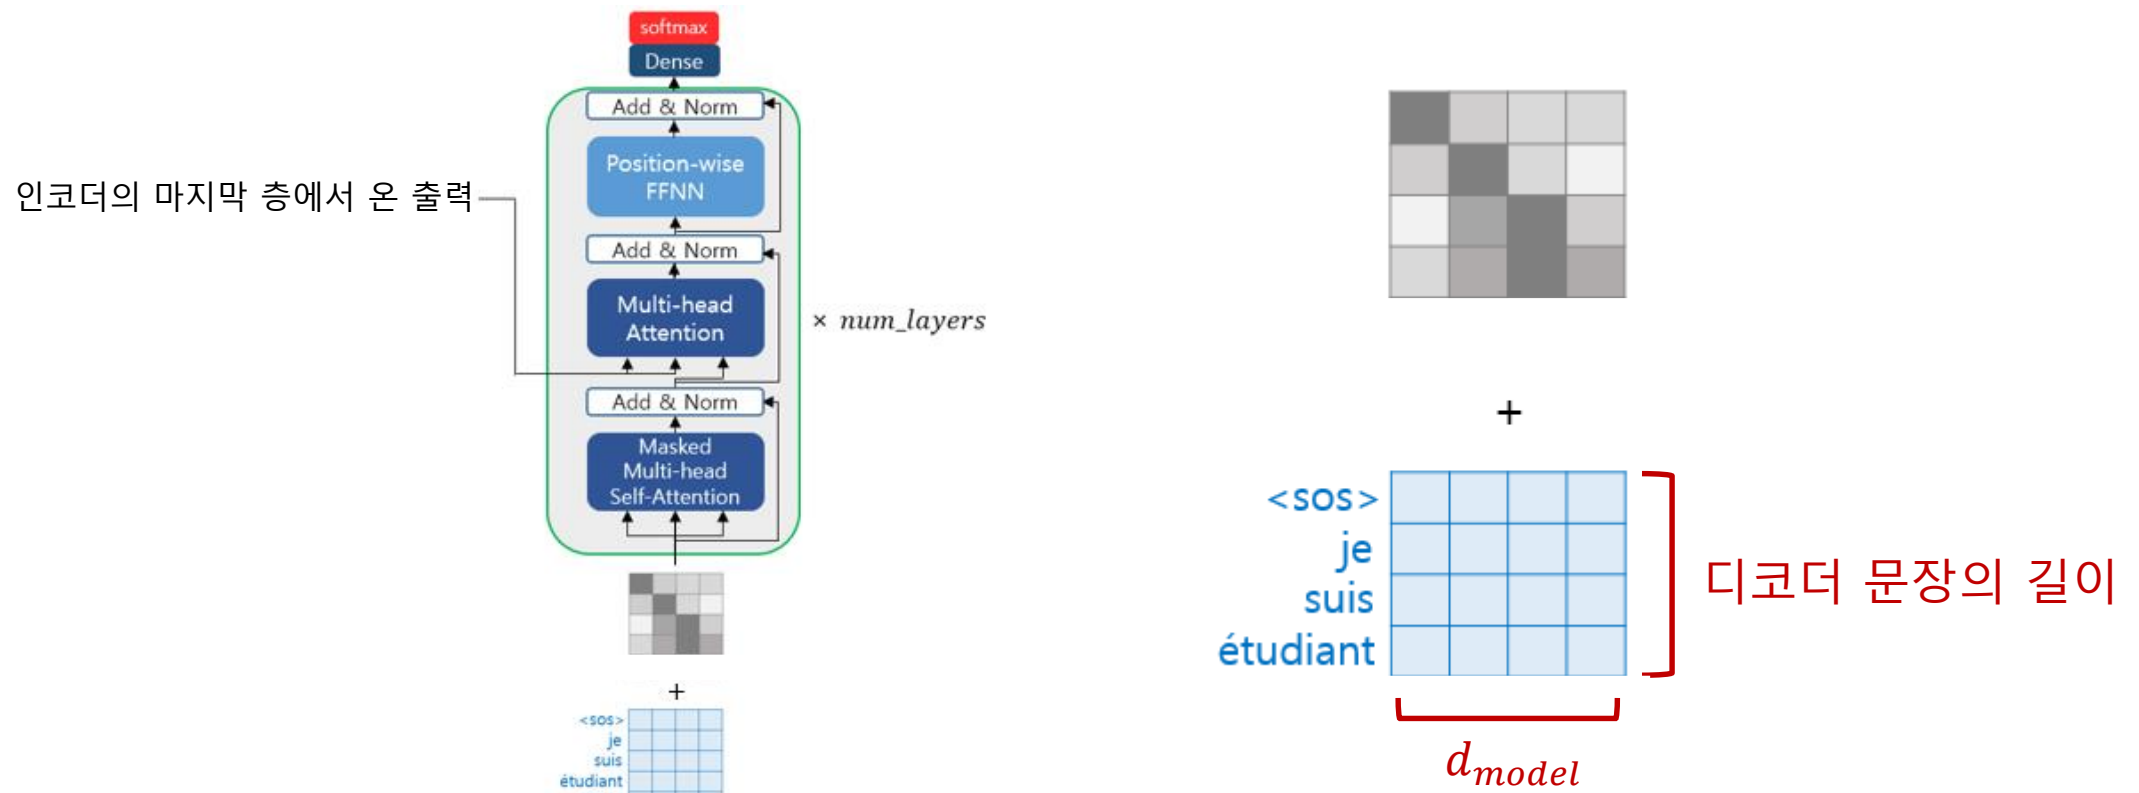 softmax
Dense
Add & Norm
Position-wise
FFNN
인코더의 마지막 층에서 온 출력
Add & Norm
Multi-head
Attention
× num_layers
Add & Norm
Masked
Multi-head
Self-Attention
+
<sos>
je
suis
étudiant
+
<sos>
je
suis
étudiant
디코더 문장의 길이
d_model